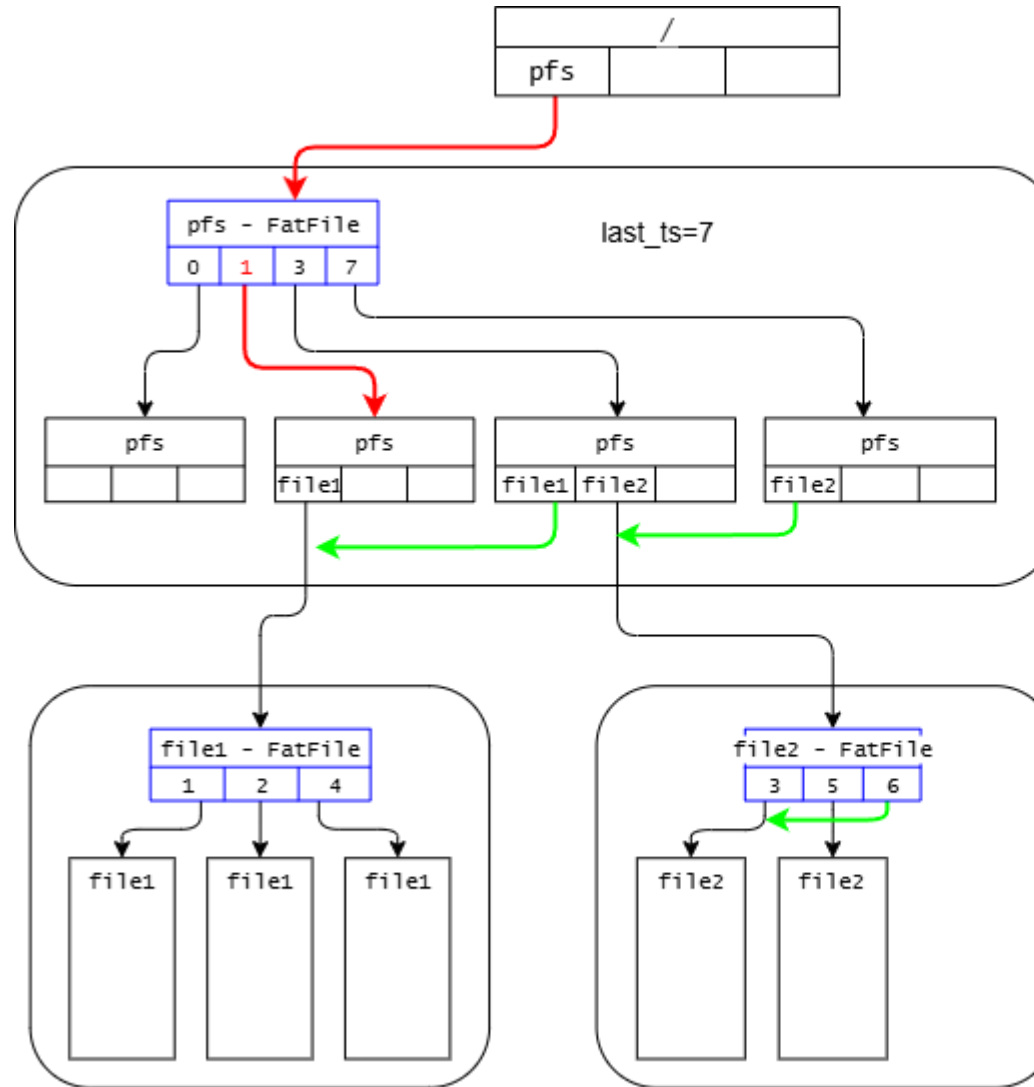 /
pfs
pfs - FatFile
last_ts=7
0 1 3 7
pfs pfs pfs pfs
file1 file1 file2 file2
file1 - FatFile file2 - FatFile
1 2 4 3 5 6
file1 file1 file1 file2 file2